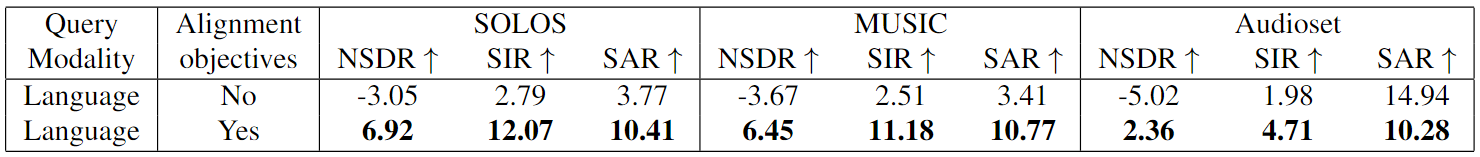 Query Alignment SOLOS MUSIC Audioset
Modality objectives NSDR ↑ SIR ↑ SAR ↑ NSDR ↑ SIR ↑ SAR ↑ NSDR ↑ SIR ↑ SAR ↑
Language No -3.05 2.79 3.77 -3.67 2.51 3.41 -5.02 1.98 14.94
Language Yes 6.92 12.07 10.41 6.45 11.18 10.77 2.36 4.71 10.28